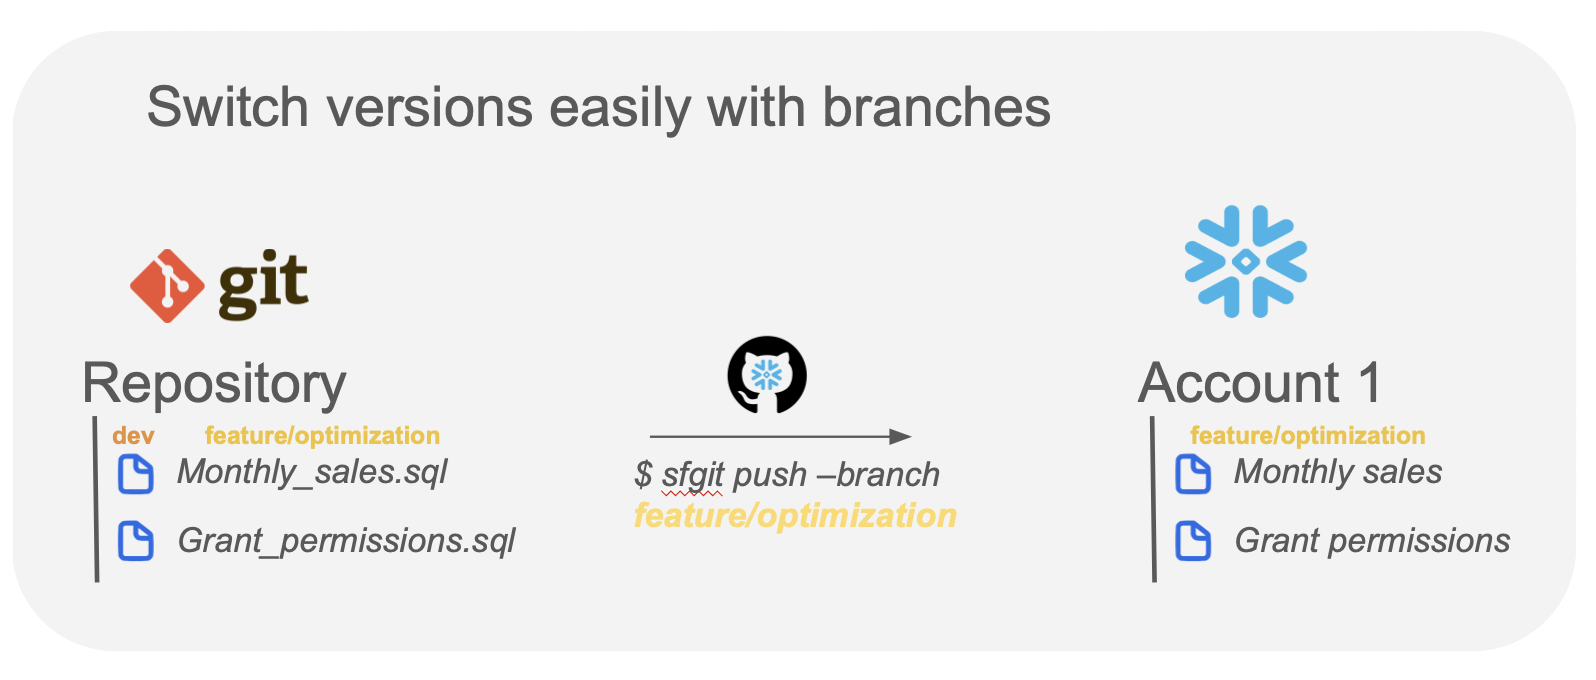 Switch versions easily with branches
git
Repository
dev feature/optimization
Monthly_sales.sql
Grant_permissions.sql
$ sfgit push –branch
feature/optimization
Account 1
feature/optimization
Monthly sales
Grant permissions